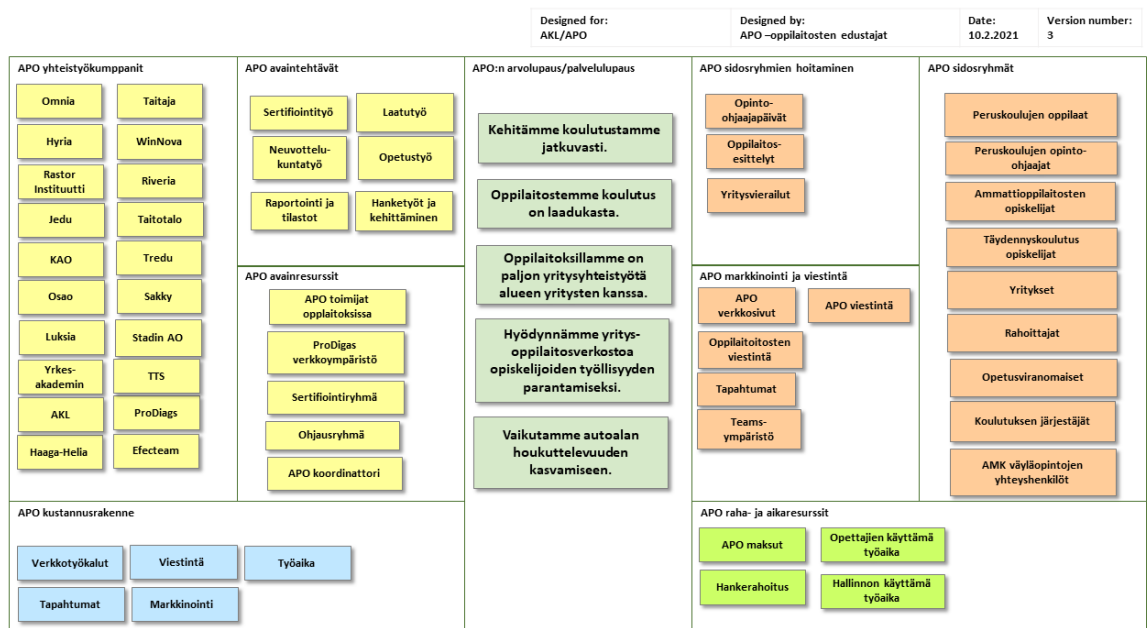 Designed for:
AKL/APO
Designed by:
APO –oppilaitosten edustajat
Date:
10.2.2021
Version number:
3
APO yhteistyökumppanit
Omnia
Taitaja
Hyria
WinNova
Rastor
Instituutti
Riveria
Jedu
Taitotalo
KAO
Tredu
Osao
Sakky
Luksia
Stadin AO
Yrkes-
akademin
TTS
AKL
ProDiags
Haaga-Helia
Efecteam
APO avaintehtävät
Sertifiointityö
Laatutyö
Neuvottelu-
kuntatyö
Opetustyö
Raportointi ja
tilastot
Hanketyöt ja
kehittäminen
APO avainresurssit
APO toimijat
opplaitoksissa
ProDigas
verkkoympäristö
Sertifiointiryhmä
Ohjausryhmä
APO koordinattori
APO:n arvolupaus/palvelulupaus
Kehitämme koulutustamme
jatkuvasti.
Oppilaitostemme koulutus
on laadukasta.
Oppilaitoksillamme on
paljon yritysyhteistyötä
alueen yritysten kanssa.
Hyödynnämme yritys-
oppilaitosverkostoa
opiskelijoiden työllisyyden
parantamiseksi.
Vaikutamme autoalan
houkuttelevuuden
kasvamiseen.
APO sidosryhmien hoitaminen
Opinto-
ohjaajapäivät
Oppilaitos-
esittelyt
Yritysvierailut
APO markkinointi ja viestintä
APO
verkkosivut
APO viestintä
Oppilaitoitosten
viestintä
Tapahtumat
Teams-
ympäristö
APO sidosryhmät
Peruskoulujen oppilaat
Peruskoulujen opinto-
ohjaajat
Ammattioppilaitosten
opiskelijat
Täydennyskoulutus
opiskelijat
Yritykset
Rahoittajat
Opetusviranomaiset
Koulutuksen järjestäjät
AMK väyläopintojen
yhteyshenkilöt
APO kustannusrakenne
Verkkotyökalut
Viestintä
Työaika
Tapahtumat
Markkinointi
APO raha- ja aikaresurssit
APO maksut
Opettajien käyttämä
työaika
Hankerahoitus
Hallinnon käyttämä
työaika